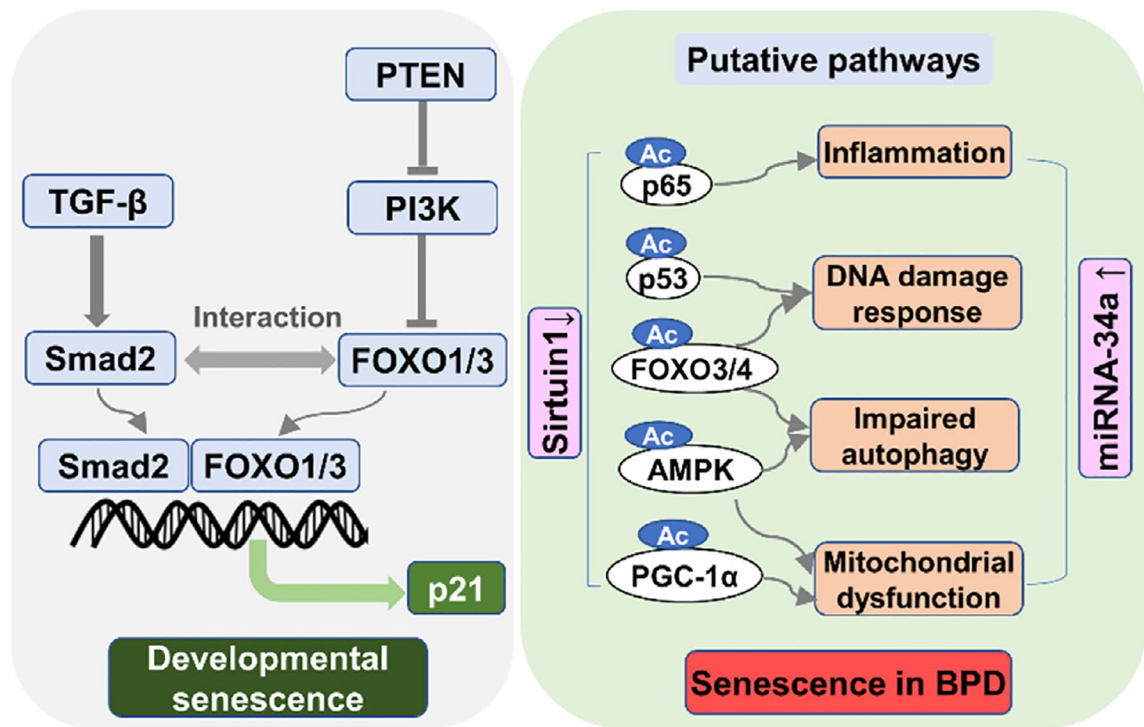 PTEN
TGF-β
PI3K
Interaction
Smad2
FOXO1/3
Smad2
FOXO1/3
p21
Developmental
senescence
Putative pathways
Sirtuin1↓
Ac
p65
Ac
p53
Ac
FOXO3/4
Ac
AMPK
Ac
PGC-1α
Inflammation
DNA damage
response
Impaired
autophagy
Mitochondrial
dysfunction
miRNA-34a ↑
Senescence in BPD